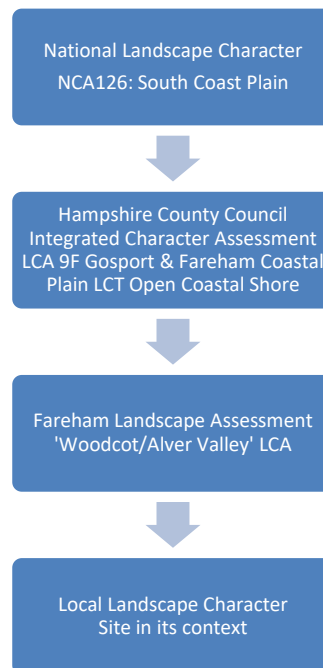 National Landscape Character
NCA126: South Coast Plain
Hampshire County Council
Integrated Character Assessment
LCA 9F Gosport & Fareham Coastal
Plain LCT Open Coastal Shore
Fareham Landscape Assessment
'Woodcot/Alver Valley' LCA
Local Landscape Character
Site in its context